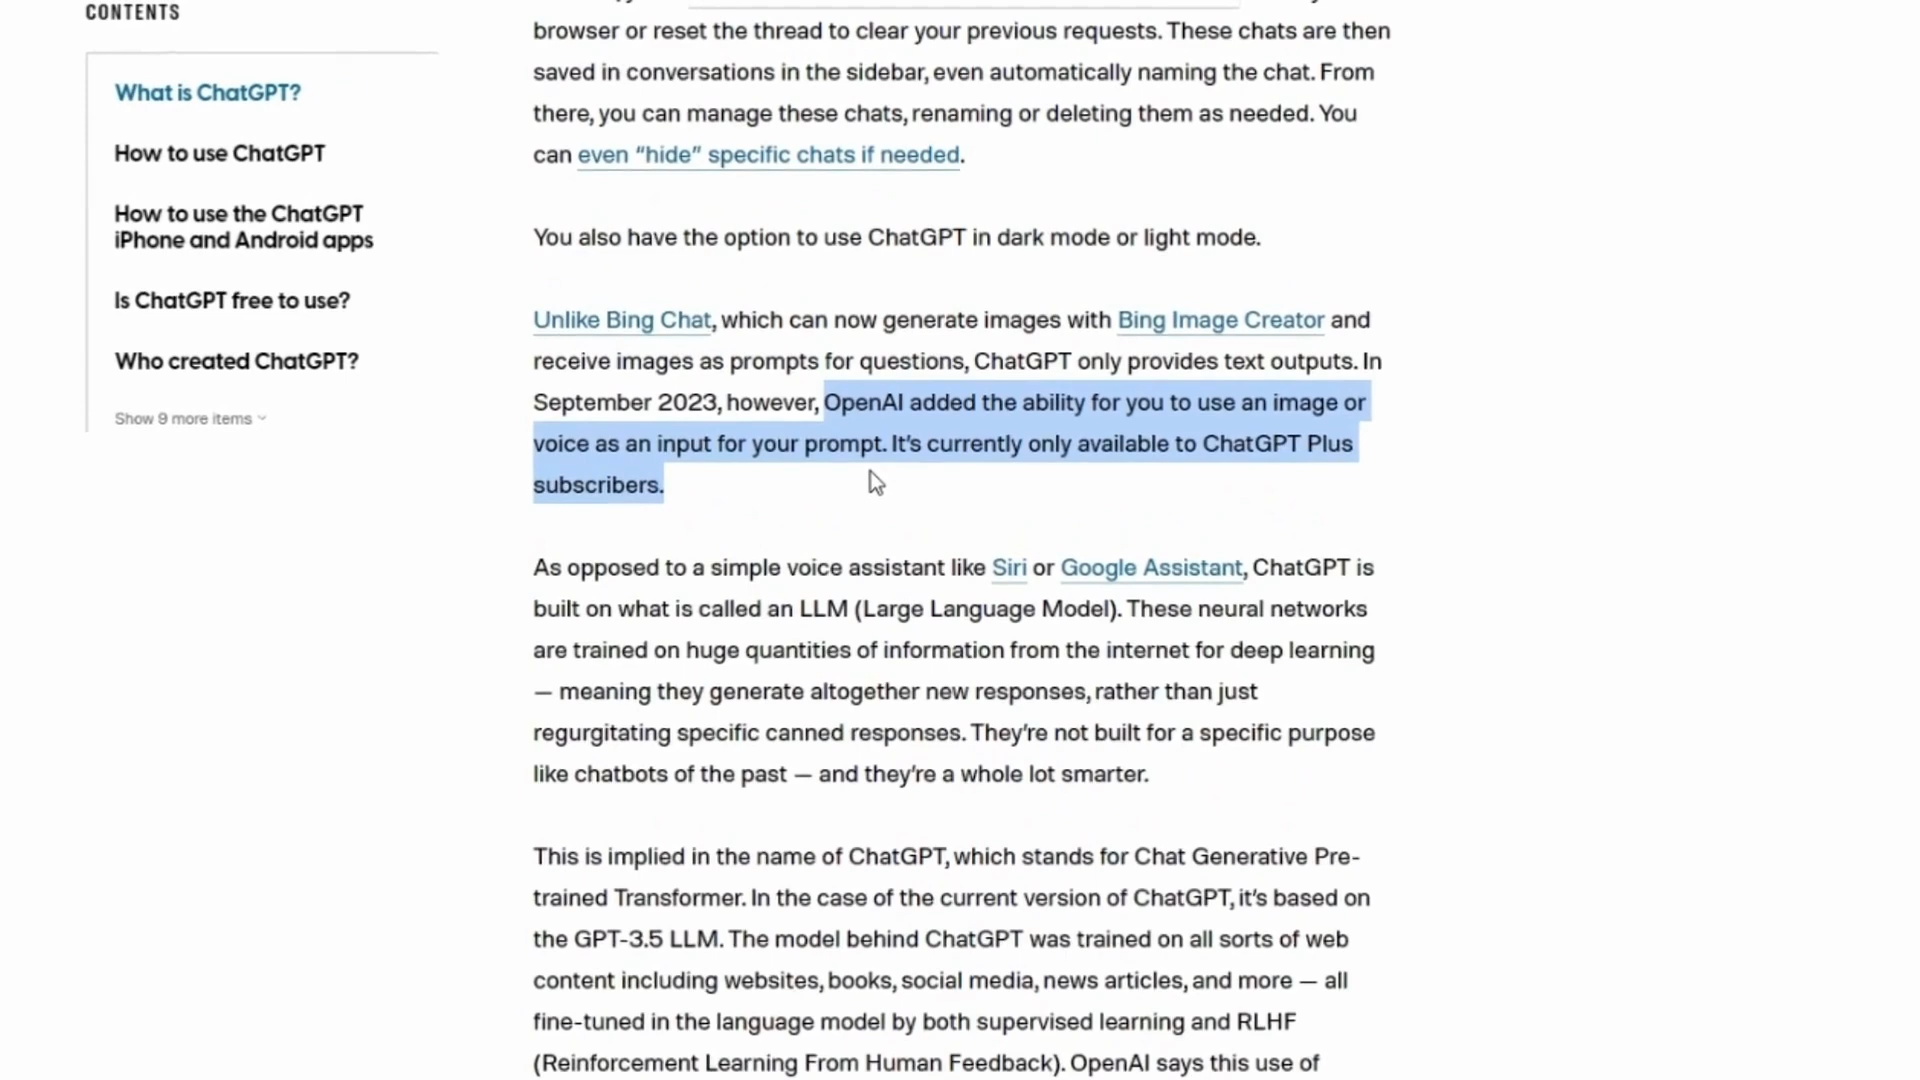 CONTENTS
What is ChatGPT?
How to use ChatGPT
How to use the ChatGPT
iPhone and Android apps
Is ChatGPT free to use?
Who created ChatGPT?
Show 9 more items
browser or reset the thread to clear your previous requests. These chats are then
saved in conversations in the sidebar, even automatically naming the chat. From
there, you can manage these chats, renaming or deleting them as needed. You
can even “hide” specific chats if needed.
You also have the option to use ChatGPT in dark mode or light mode.
Unlike Bing Chat, which can now generate images with Bing Image Creator and
receive images as prompts for questions, ChatGPT only provides text outputs. In
September 2023, however, OpenAI added the ability for you to use an image or
voice as an input for your prompt. It’s currently only available to ChatGPT Plus
subscribers.
As opposed to a simple voice assistant like Siri or Google Assistant, ChatGPT is
built on what is called an LLM (Large Language Model). These neural networks
are trained on huge quantities of information from the internet for deep learning
— meaning they generate altogether new responses, rather than just
regurgitating specific canned responses. They’re not built for a specific purpose
like chatbots of the past — and they’re a whole lot smarter.
This is implied in the name of ChatGPT, which stands for Chat Generative Pre-
trained Transformer. In the case of the current version of ChatGPT, it’s based on
the GPT-3.5 LLM. The model behind ChatGPT was trained on all sorts of web
content including websites, books, social media, news articles, and more — all
fine-tuned in the language model by both supervised learning and RLHF
(Reinforcement Learning From Human Feedback). OpenAI says this use of